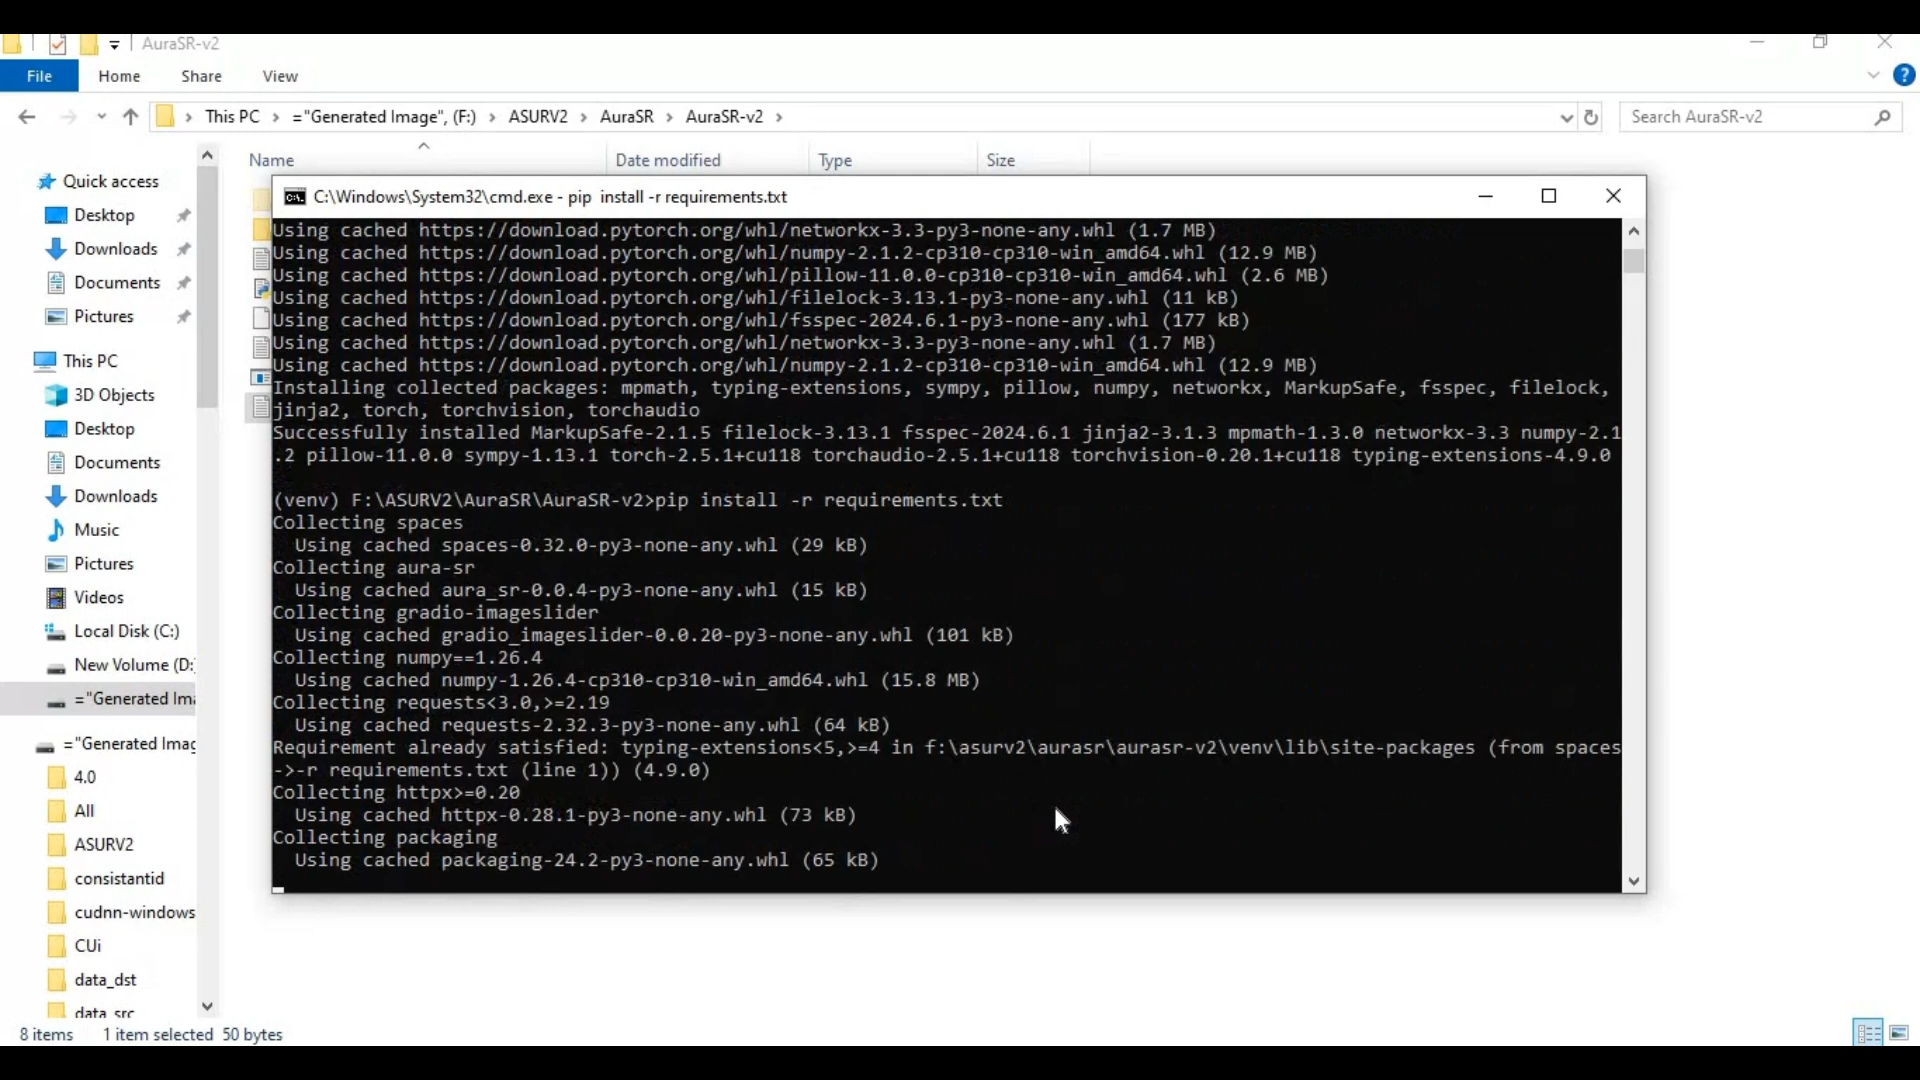 AuraSR-v2
File Home Share View
This PC > ="Generated Image", (F:) > ASURV2 > AuraSR > AuraSR-v2 >
Search AuraSR-v2
Name Date modified Type Size
Quick access
Desktop
Downloads
Documents
Pictures
This PC
3D Objects
Desktop
Documents
Downloads
Music
Pictures
Videos
Local Disk (C:)
New Volume (D:
="Generated Ima
="Generated Imag
4.0
All
ASURV2
consistantid
cudnn-windows
CUi
data_dst
data_src
C:\Windows\System32\cmd.exe - pip  install -r requirements.txt
Using cached https://download.pytorch.org/whl/networkx-3.3-py3-none-any.whl (1.7 MB)
Using cached https://download.pytorch.org/whl/numpy-2.1.2-cp310-cp310-win_amd64.whl (12.9 MB)
Using cached https://download.pytorch.org/whl/pillow-11.0.0-cp310-cp310-win_amd64.whl (2.6 MB)
Using cached https://download.pytorch.org/whl/filelock-3.13.1-py3-none-any.whl (11 kB)
Using cached https://download.pytorch.org/whl/fsspec-2024.6.1-py3-none-any.whl (177 kB)
Using cached https://download.pytorch.org/whl/networkx-3.3-py3-none-any.whl (1.7 MB)
Using cached https://download.pytorch.org/whl/numpy-2.1.2-cp310-cp310-win_amd64.whl (12.9 MB)
Installing collected packages: mpmath, typing-extensions, sympy, pillow, numpy, networkx, MarkupSafe, fsspec, filelock,
jinja2, torch, torchvision, torchaudio
Successfully installed MarkupSafe-2.1.5 filelock-3.13.1 fsspec-2024.6.1 jinja2-3.1.3 mpmath-1.3.0 networkx-3.3 numpy-2.1
.2 pillow-11.0.0 sympy-1.13.1 torch-2.5.1+cu118 torchaudio-2.5.1+cu118 torchvision-0.20.1+cu118 typing-extensions-4.9.0
(venv) F:\ASURV2\AuraSR\AuraSR-v2>pip install -r requirements.txt
Collecting spaces
  Using cached spaces-0.32.0-py3-none-any.whl (29 kB)
Collecting aura-sr
  Using cached aura_sr-0.0.4-py3-none-any.whl (15 kB)
Collecting gradio-imageslider
  Using cached gradio_imageslider-0.0.20-py3-none-any.whl (101 kB)
Collecting numpy==1.26.4
  Using cached numpy-1.26.4-cp310-cp310-win_amd64.whl (15.8 MB)
Collecting requests<3.0,>=2.19
  Using cached requests-2.32.3-py3-none-any.whl (64 kB)
Requirement already satisfied: typing-extensions<5,>=4 in f:\asurv2\aurasr\aurasr-v2\venv\lib\site-packages (from spaces
->-r requirements.txt (line 1)) (4.9.0)
Collecting httpx>=0.20
  Using cached httpx-0.28.1-py3-none-any.whl (73 kB)
Collecting packaging
  Using cached packaging-24.2-py3-none-any.whl (65 kB)
8 items 1 item selected 50 bytes